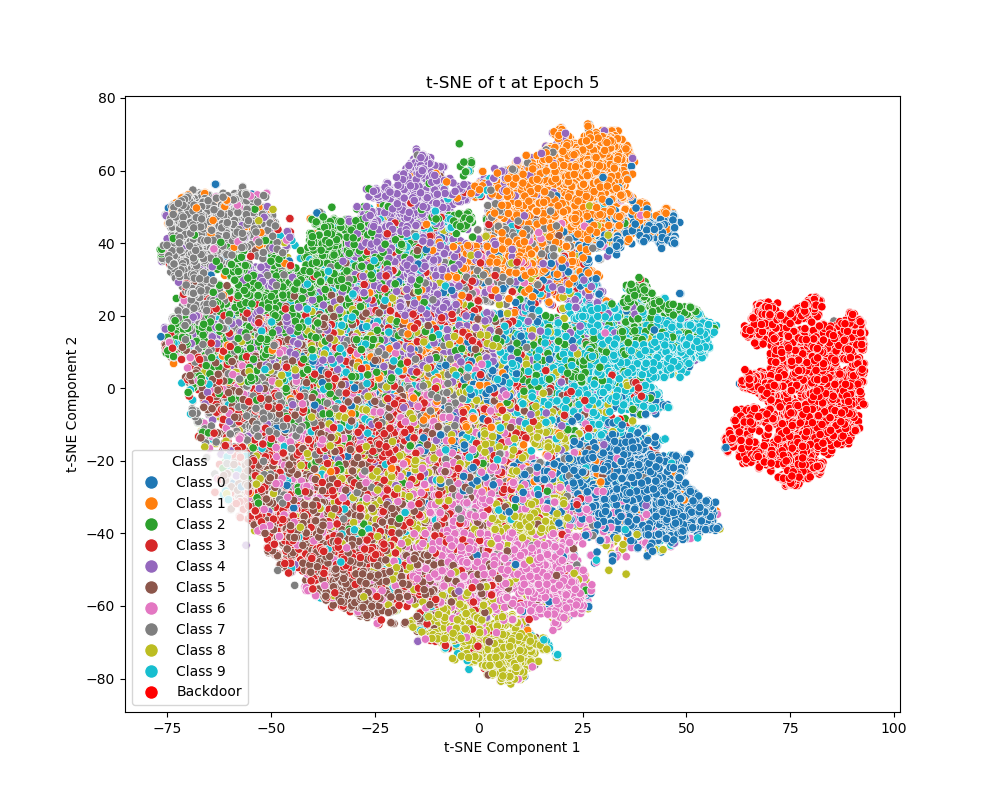 t-SNE of t at Epoch 5
80
60
40
20
0
−20
−40
−60
−80
t-SNE Component 2
Class
Class 0
Class 1
Class 2
Class 3
Class 4
Class 5
Class 6
Class 7
Class 8
Class 9
Backdoor
−75 −50 −25 0 25 50 75 100
t-SNE Component 1